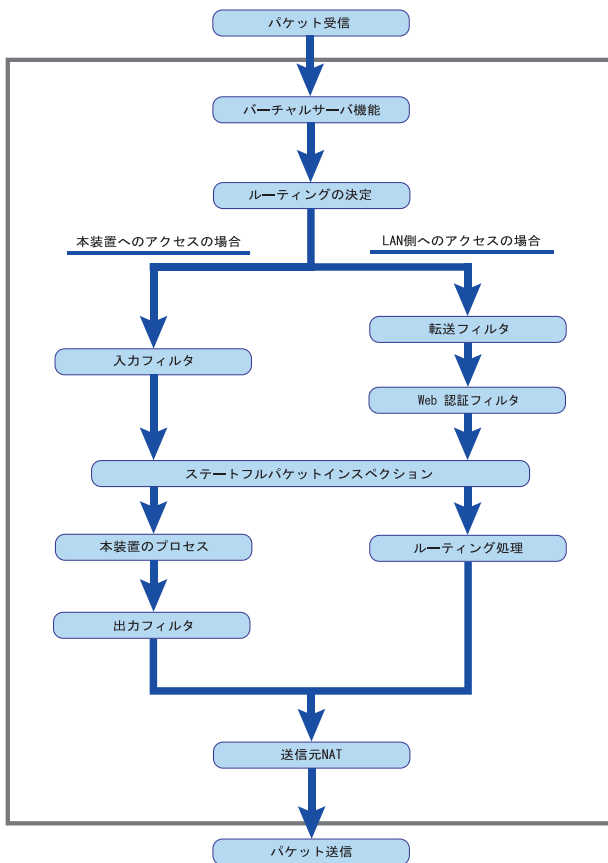 パケット受信
バーチャルサーバ機能
ルーティングの決定
本装置へのアクセスの場合
LAN側へのアクセスの場合
転送フィルタ
入力フィルタ
Web 認証フィルタ
ステートフルパケットインスペクション
本装置のプロセス
ルーティング処理
出力フィルタ
送信元NAT
パケット送信